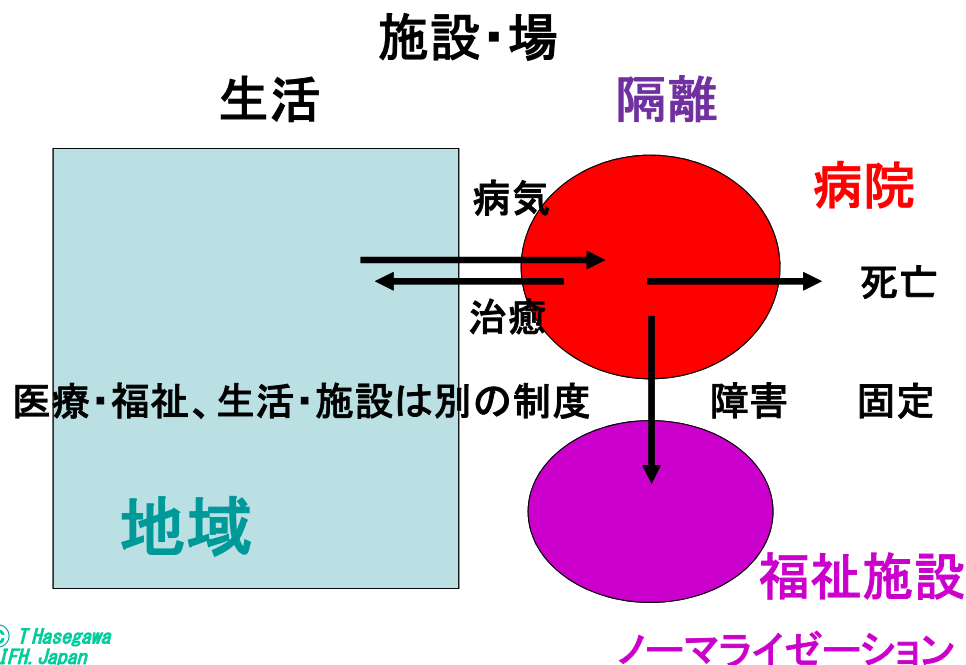 施設・場
生活
隔離
病気
病院
治癒
死亡
医療・福祉、生活・施設は別の制度
障害
固定
地域
福祉施設
ノーマライゼーション
© T Hasegawa
IFH. Japan